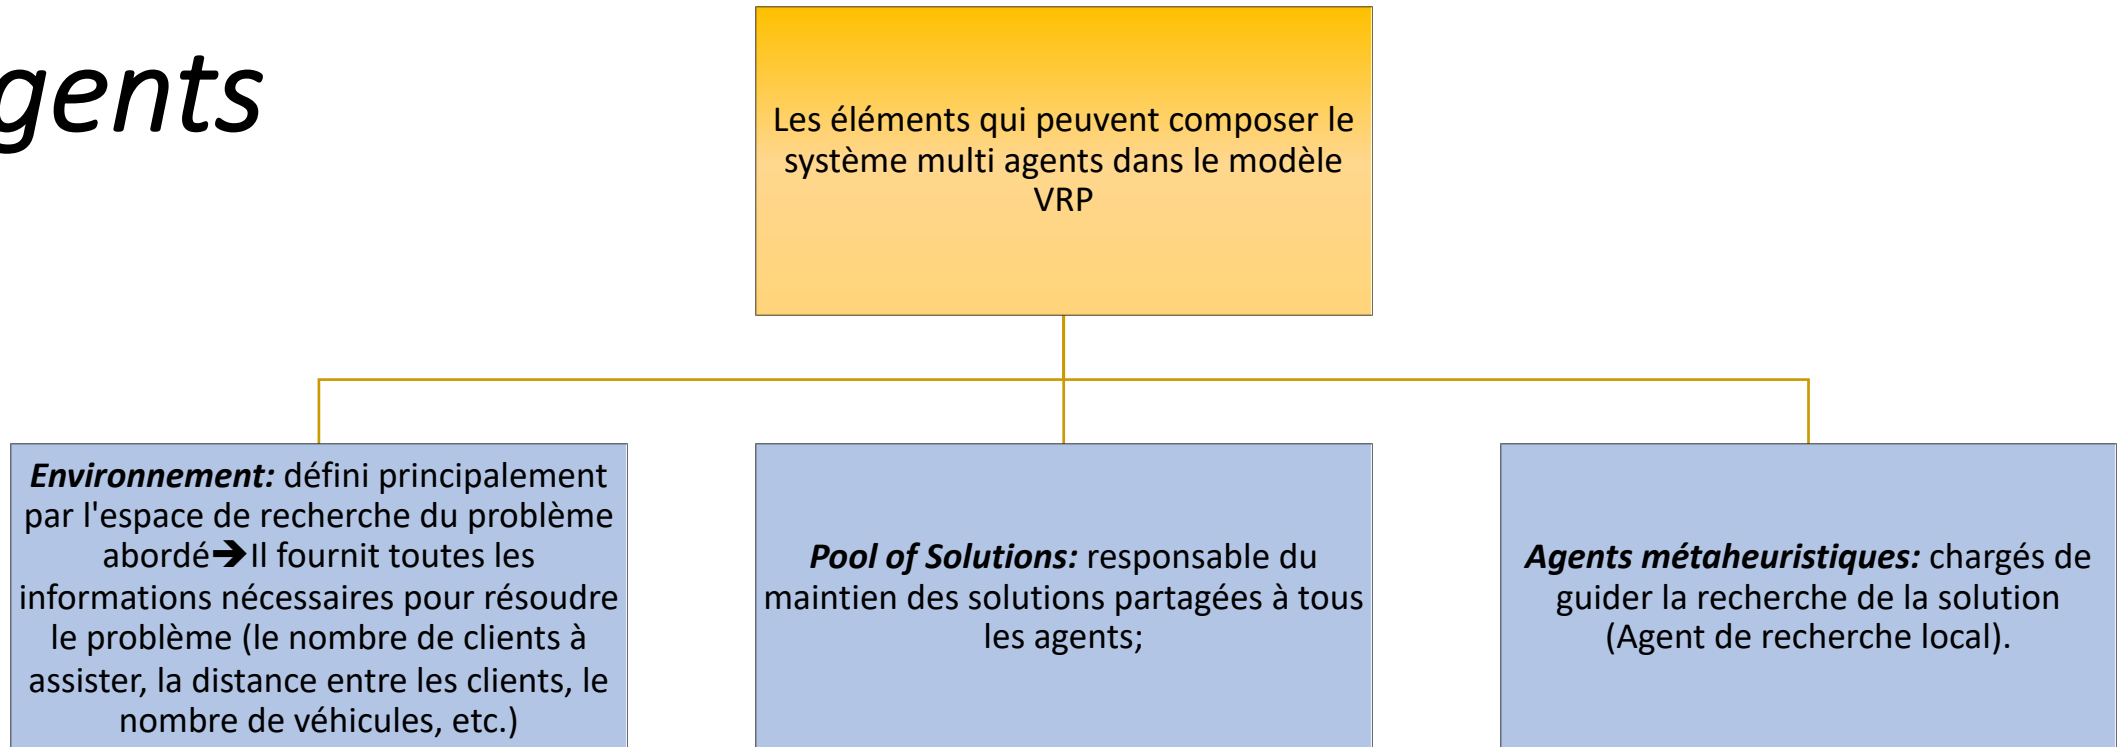 gents
Les éléments qui peuvent composer le
système multi agents dans le modèle
VRP
Environnement: défini principalement
par l'espace de recherche du problème
abordé➔Il fournit toutes les
informations nécessaires pour résoudre
le problème (le nombre de clients à
assister, la distance entre les clients, le
nombre de véhicules, etc.)
Pool of Solutions: responsable du
maintien des solutions partagées à tous
les agents;
Agents métaheuristiques: chargés de
guider la recherche de la solution
(Agent de recherche local).